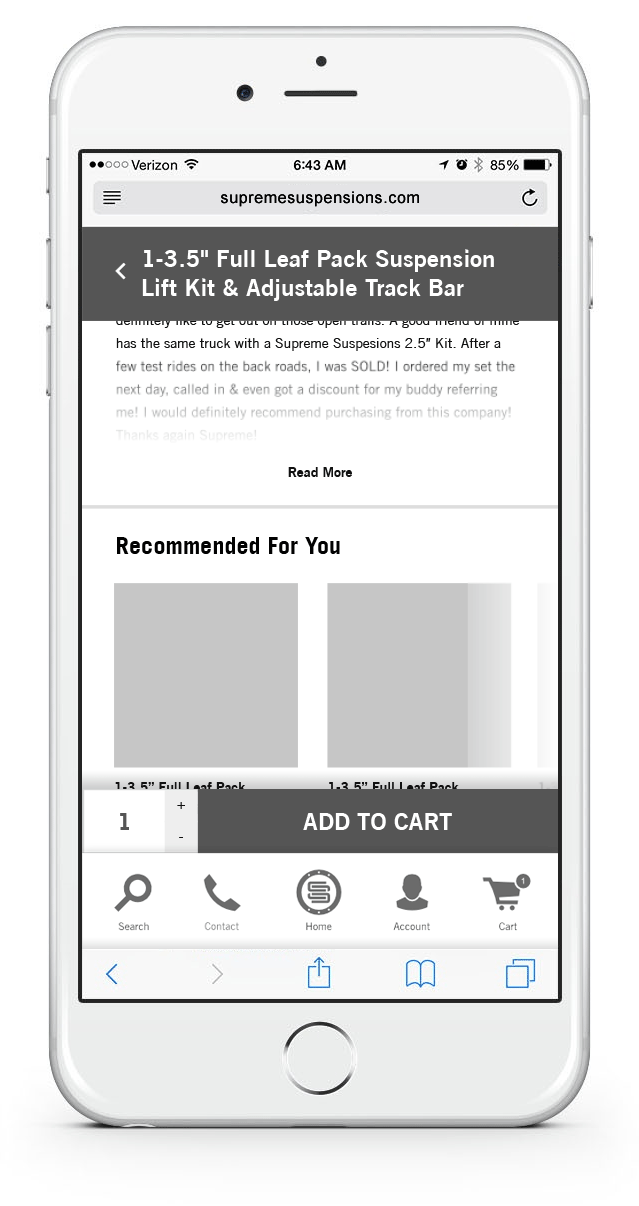 Verizon 6:43 AM 85%
supremesuspensions.com
1-3.5" Full Leaf Pack Suspension
Lift Kit & Adjustable Track Bar
definitely like to get out on those open trails. A good friend of mine
has the same truck with a Supreme Suspesions 2.5" Kit. After a
few test rides on the back roads, I was SOLD! I ordered my set the
next day, called in & even got a discount for my buddy referring
me! I would definitely recommend purchasing from this company!
Thanks again Supreme!
Read More
Recommended For You
1-3.5" Full Leaf Pack 1-3.5" Full Leaf Pack
1 + - ADD TO CART
1
Search Contact Home Account Cart